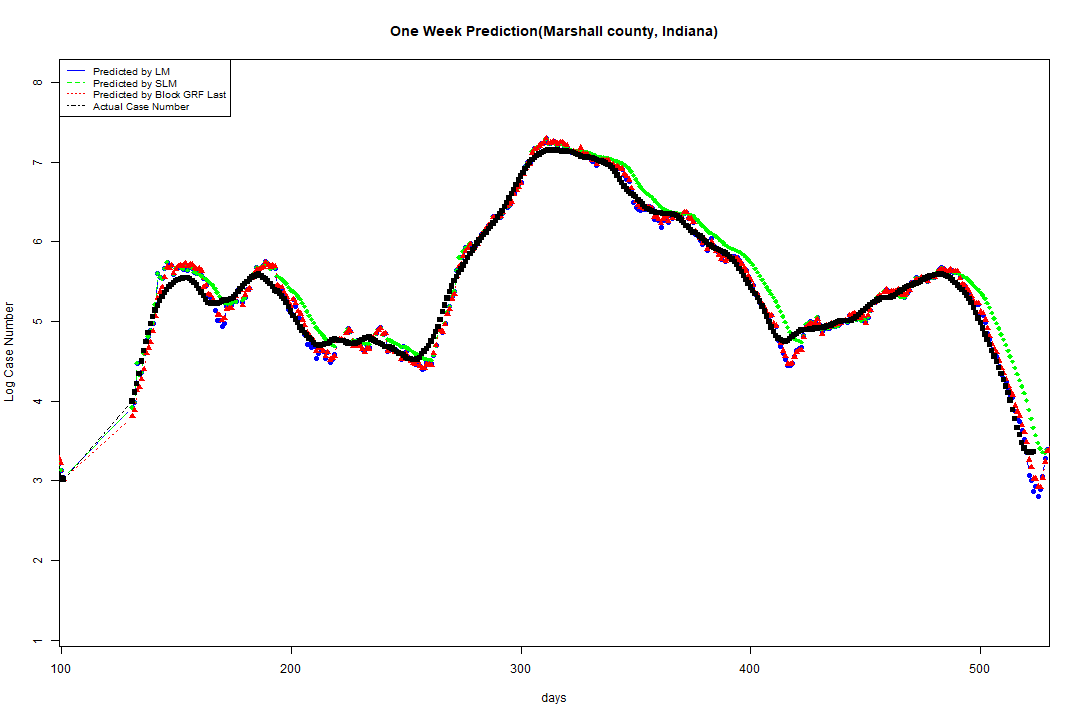 One Week Prediction(Marshall county, Indiana)
Predicted by LM
Predicted by SLM
Predicted by Block GRF Last
Actual Case Number
8
7
6
5
4
3
2
1
Log Case Number
100 200 300 400 500
days